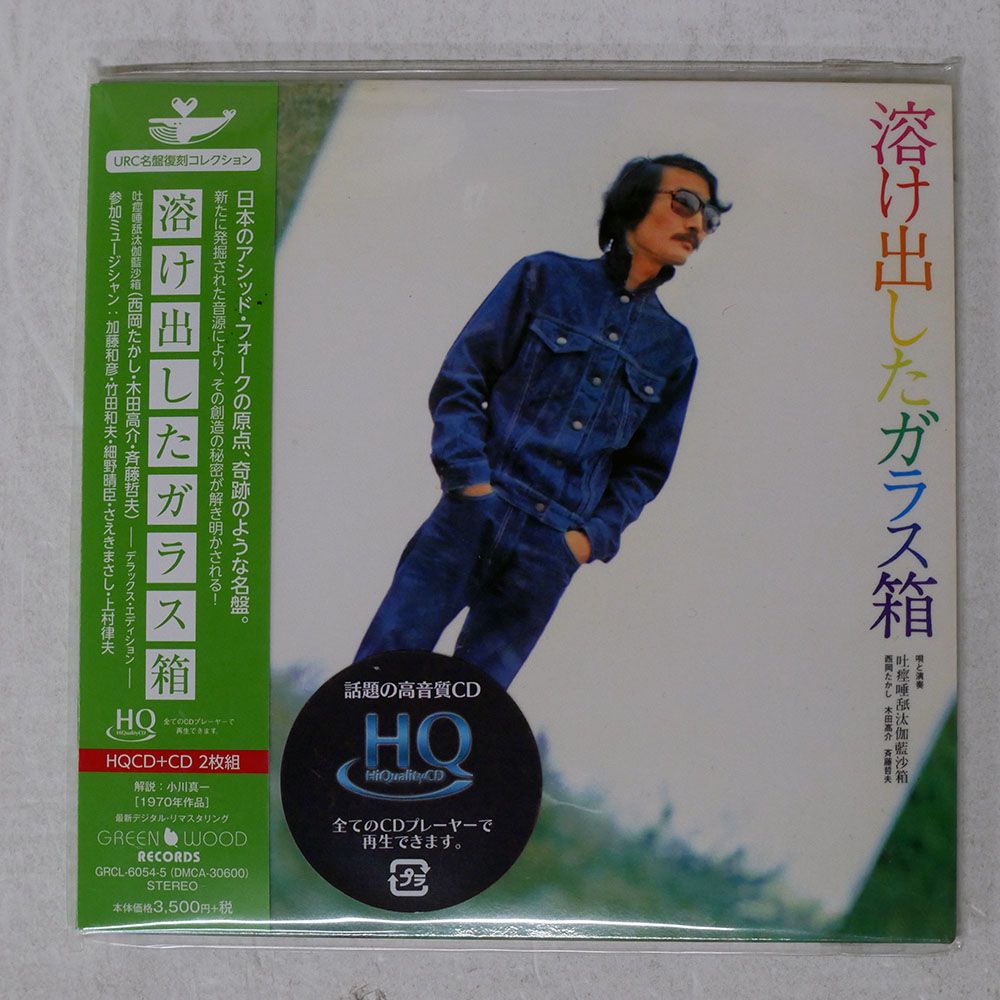 URC名盤復刻コレクション
日本のアシッド・フォークの原点、奇跡のような名盤。
新たに発掘された音源により、その創造の秘密が解き明かされる!
溶け出したガラス箱
吐痙唾舐汰伽藍沙箱(西岡たかし・木田高介・斉藤哲夫) ── デラックス・エディション ──
参加ミュージシャン:加藤和彦・竹田和夫・細野晴臣・さえきまさし・上村律夫
HQ
HiQualityCD
全てのCDプレーヤーで
再生できます。
HQCD+CD 2枚組
解説:小川真一
[1970年作品]
最新デジタル・リマスタリング
GREEN WOOD
RECORDS
GRCL-6054-5 (DMCA-30600)
STEREO
本体価格3,500円+税
溶け出したガラス箱
唄と演奏
吐痙唾舐汰伽藍沙箱
西岡たかし 木田高介 斉藤哲夫
話題の高音質CD
HQ
HiQualityCD
全てのCDプレーヤーで
再生できます。
プラ